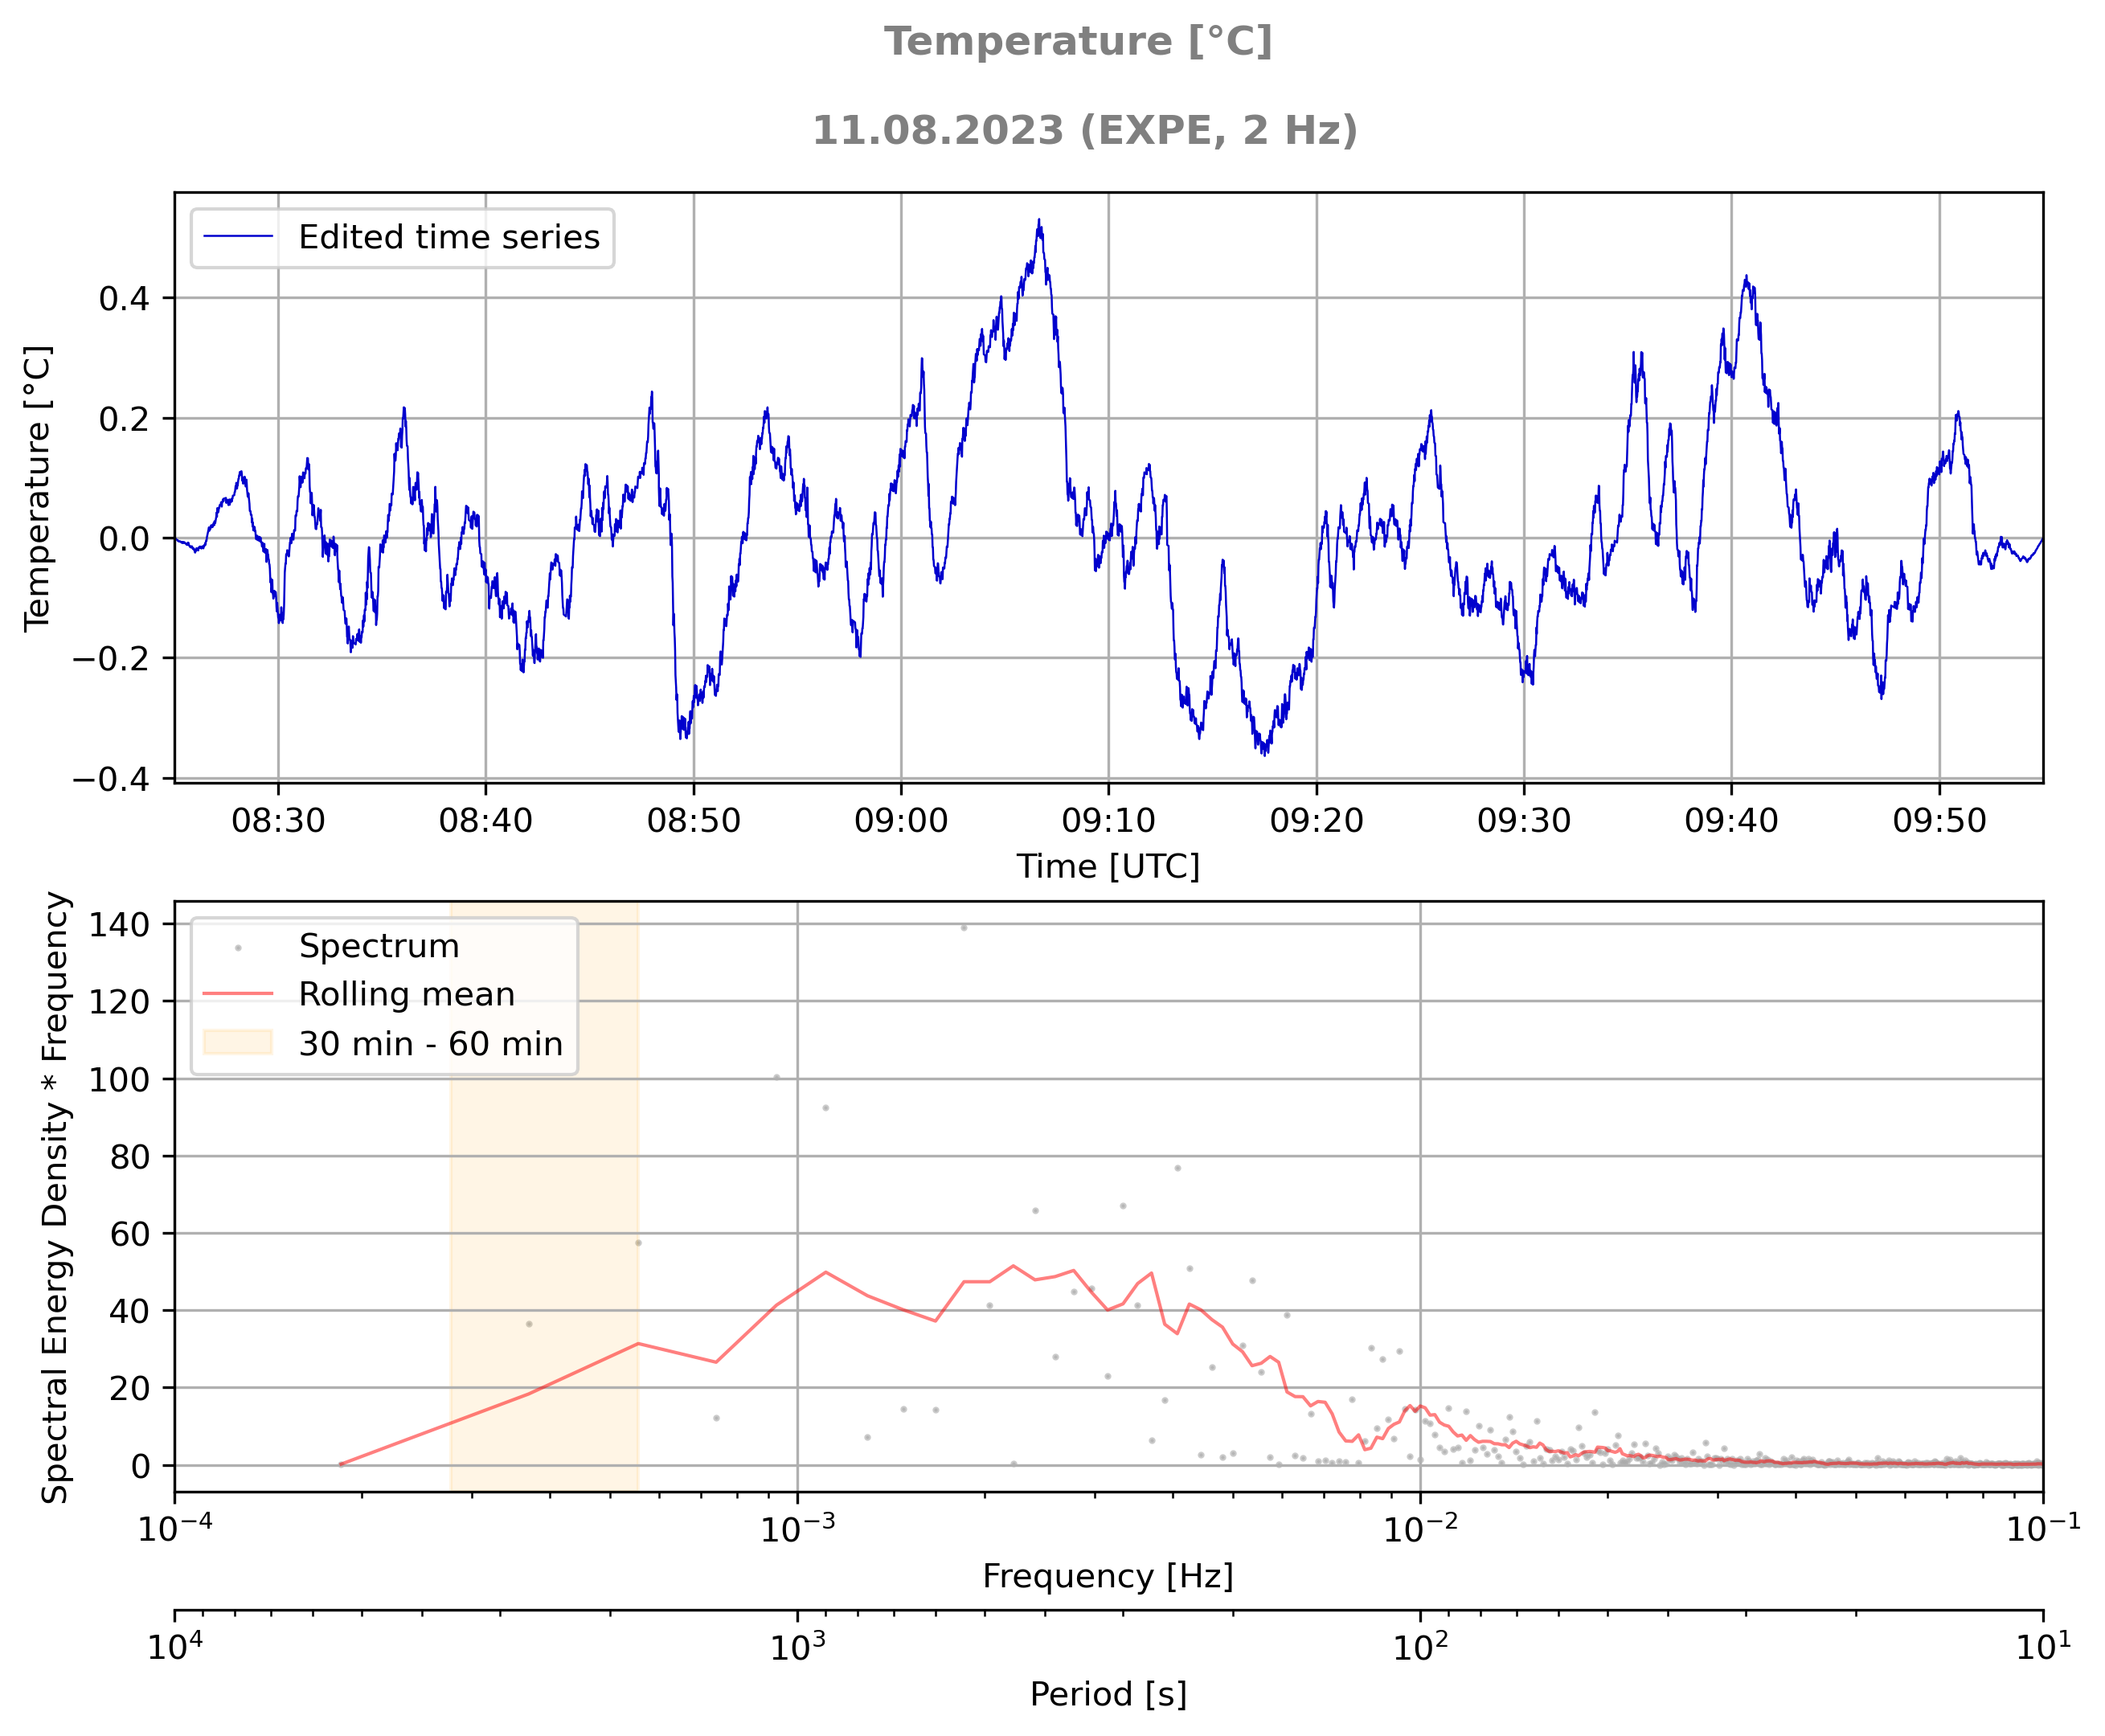 Temperature [°C]
11.08.2023 (EXPE, 2 Hz)
Edited time series
Temperature [°C]
0.4
0.2
0.0
−0.2
−0.4
08:30 08:40 08:50 09:00 09:10 09:20 09:30 09:40 09:50
Time [UTC]
Spectrum
Rolling mean
30 min - 60 min
Spectral Energy Density * Frequency
140
120
100
80
60
40
20
0
10⁻⁴ 10⁻³ 10⁻² 10⁻¹
Frequency [Hz]
10⁴ 10³ 10² 10¹
Period [s]